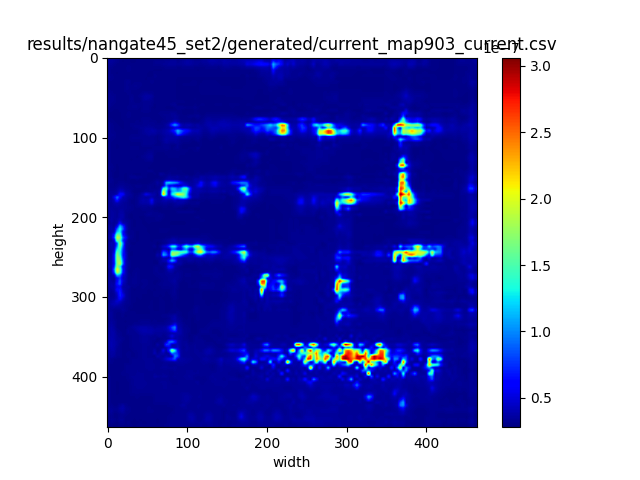 results/nangate45_set2/generated/current_map903_current.csv
1e−7
0
100
200
300
400
height
0 100 200 300 400
width
3.0
2.5
2.0
1.5
1.0
0.5